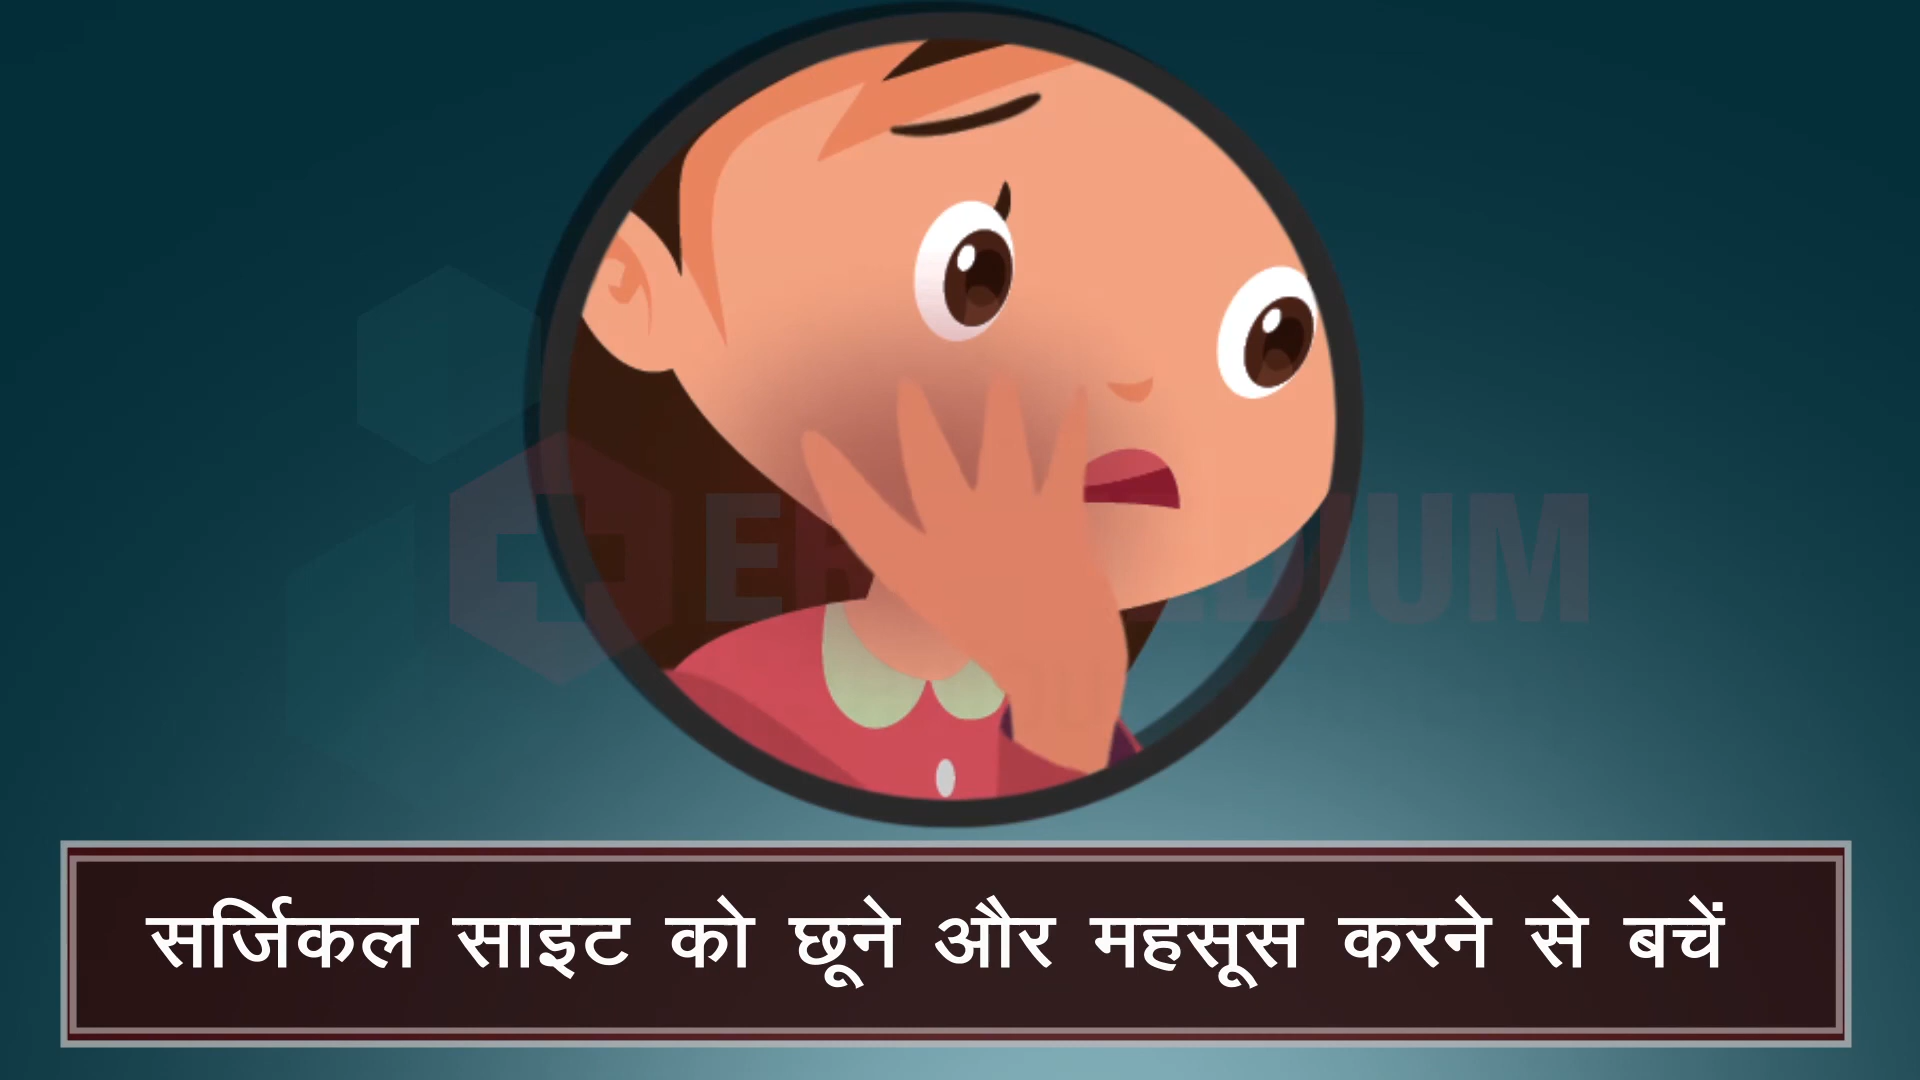 सर्जिकल साइट को छूने और महसूस करने से बचें